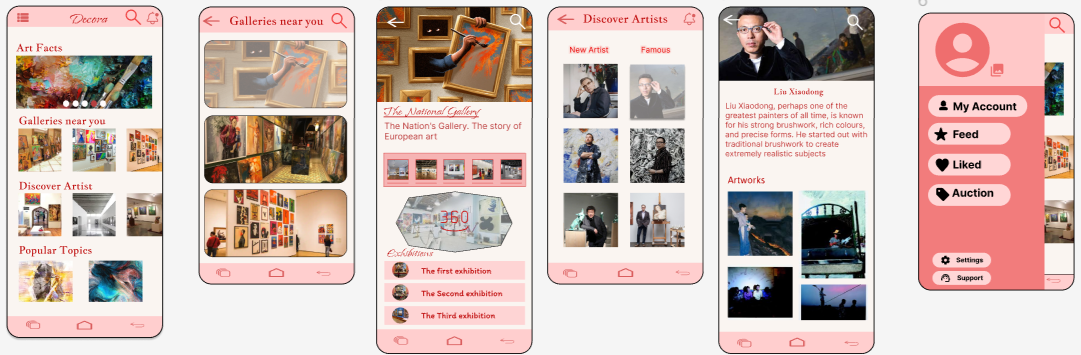 Decora
Art Facts
Galleries near you
Discover Artist
Popular Topics
Galleries near you
The National Gallery
The Nation's Gallery. The story of
European art
360
Exhibitions
The first exhibition
The Second exhibition
The Third exhibition
Discover Artists
New Artist
Famous
Liu Xiaodong
Liu Xiaodong, perhaps one of the
greatest painters of all time, is known
for his strong brushwork, rich colours,
and precise forms. He started out with
traditional brushwork to create
extremely realistic subjects
Artworks
My Account
Feed
Liked
Auction
Settings
Support